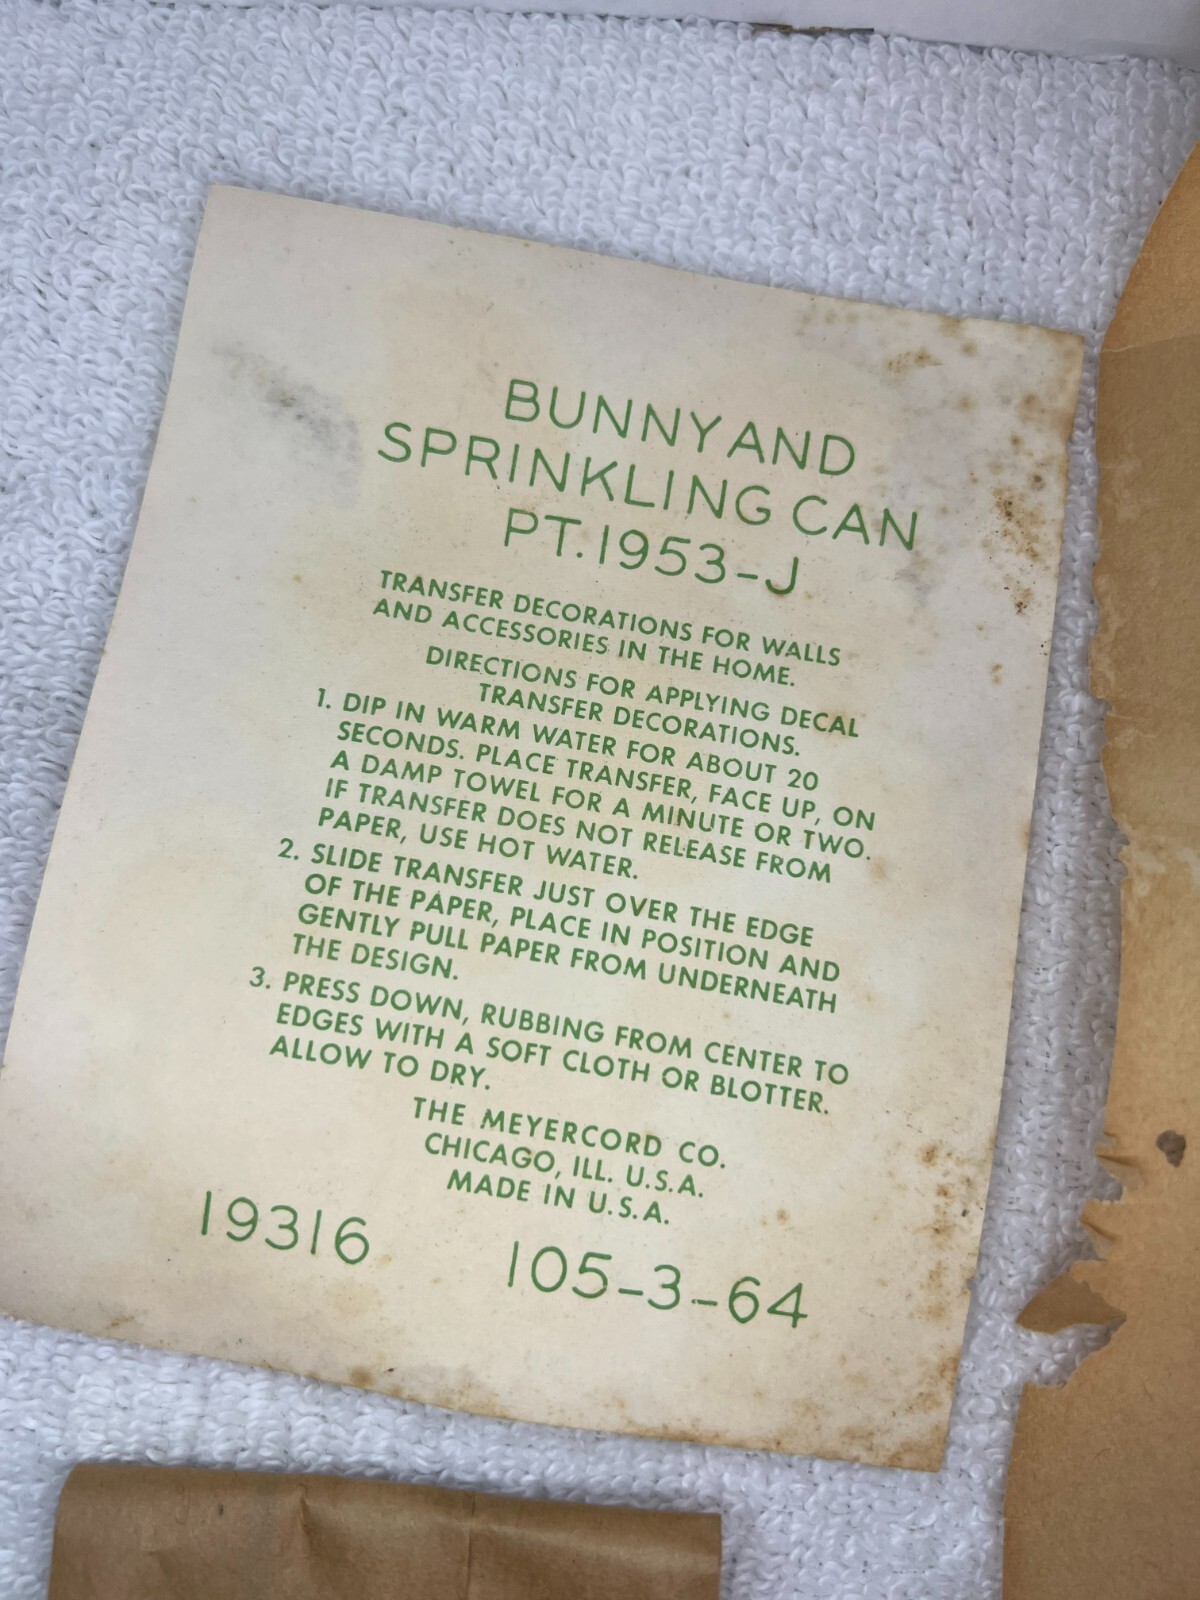 BUNNY AND
SPRINKLING CAN
PT. 1953-J
TRANSFER DECORATIONS FOR WALLS
AND ACCESSORIES IN THE HOME.
DIRECTIONS FOR APPLYING DECAL
TRANSFER DECORATIONS.
1. DIP IN WARM WATER FOR ABOUT 20
SECONDS. PLACE TRANSFER, FACE UP, ON
A DAMP TOWEL FOR A MINUTE OR TWO.
IF TRANSFER DOES NOT RELEASE FROM
PAPER, USE HOT WATER.
2. SLIDE TRANSFER JUST OVER THE EDGE
OF THE PAPER, PLACE IN POSITION AND
GENTLY PULL PAPER FROM UNDERNEATH
THE DESIGN.
3. PRESS DOWN, RUBBING FROM CENTER TO
EDGES WITH A SOFT CLOTH OR BLOTTER.
ALLOW TO DRY.
THE MEYERCORD CO.
CHICAGO, ILL. U.S.A.
MADE IN U.S.A.
19316 105-3-64